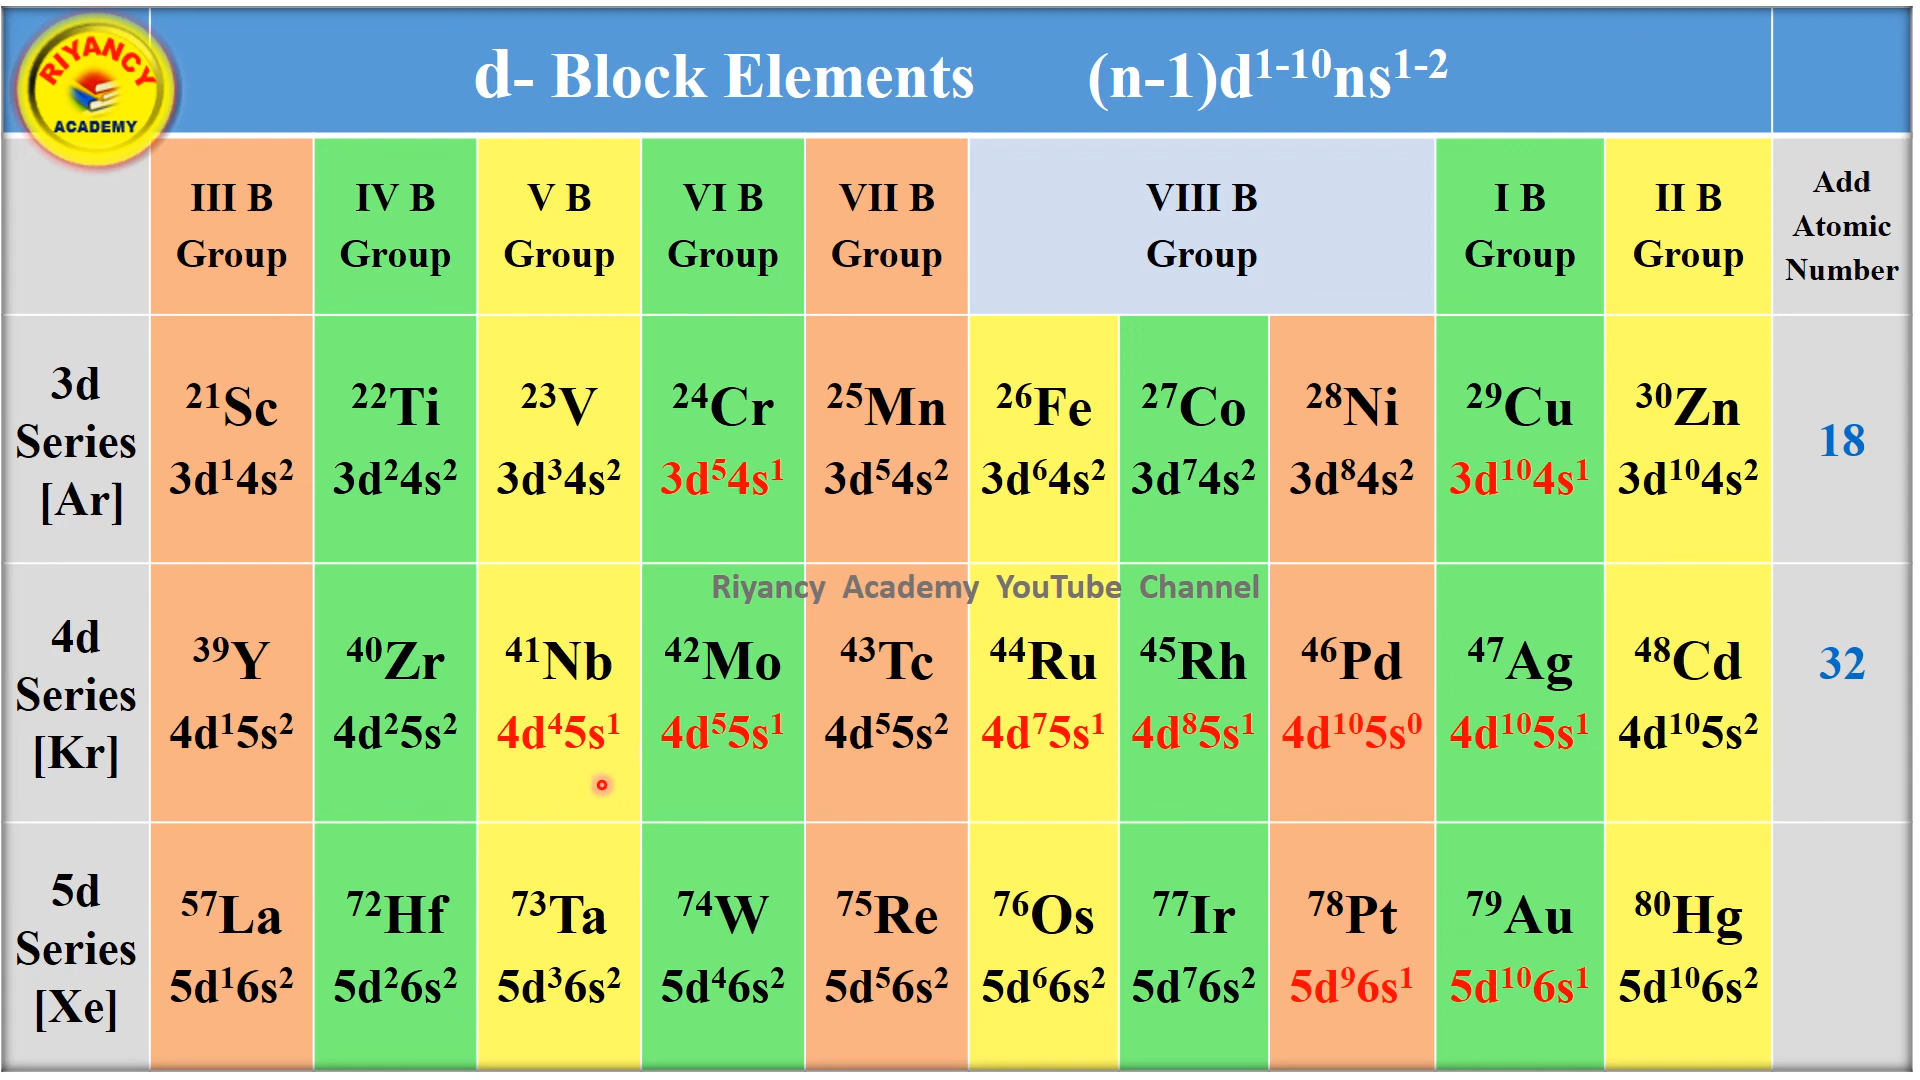 RIYANCY
ACADEMY
d- Block Elements (n-1)d¹⁻¹⁰ns¹⁻²
III B Group
IV B Group
V B Group
VI B Group
VII B Group
VIII B Group
I B Group
II B Group
Add Atomic Number
3d Series [Ar]
²¹Sc
3d¹4s²
²²Ti
3d²4s²
²³V
3d³4s²
²⁴Cr
3d⁵4s¹
²⁵Mn
3d⁵4s²
²⁶Fe
3d⁶4s²
²⁷Co
3d⁷4s²
²⁸Ni
3d⁸4s²
²⁹Cu
3d¹⁰4s¹
³⁰Zn
3d¹⁰4s²
18
Riyancy Academy YouTube Channel
4d Series [Kr]
³⁹Y
4d¹5s²
⁴⁰Zr
4d²5s²
⁴¹Nb
4d⁴5s¹
⁴²Mo
4d⁵5s¹
⁴³Tc
4d⁵5s²
⁴⁴Ru
4d⁷5s¹
⁴⁵Rh
4d⁸5s¹
⁴⁶Pd
4d¹⁰5s⁰
⁴⁷Ag
4d¹⁰5s¹
⁴⁸Cd
4d¹⁰5s²
32
5d Series [Xe]
⁵⁷La
5d¹6s²
⁷²Hf
5d²6s²
⁷³Ta
5d³6s²
⁷⁴W
5d⁴6s²
⁷⁵Re
5d⁵6s²
⁷⁶Os
5d⁶6s²
⁷⁷Ir
5d⁷6s²
⁷⁸Pt
5d⁹6s¹
⁷⁹Au
5d¹⁰6s¹
⁸⁰Hg
5d¹⁰6s²